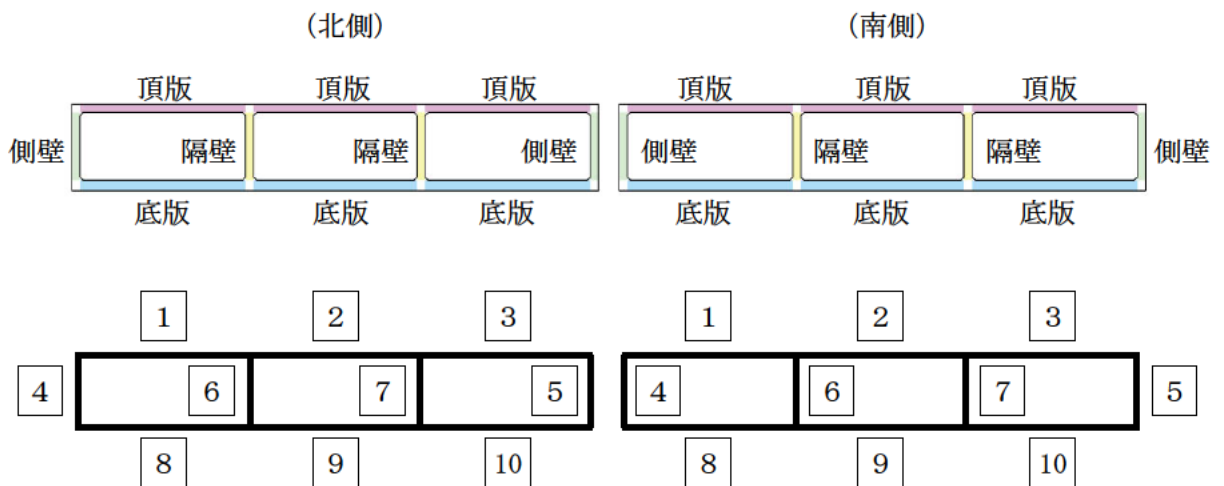 (北側) (南側)
頂版 頂版 頂版 頂版 頂版 頂版
側壁 隔壁 隔壁 側壁 側壁 隔壁 隔壁 側壁
底版 底版 底版 底版 底版 底版
1 2 3 1 2 3
4 6 7 5 4 6 7 5
8 9 10 8 9 10